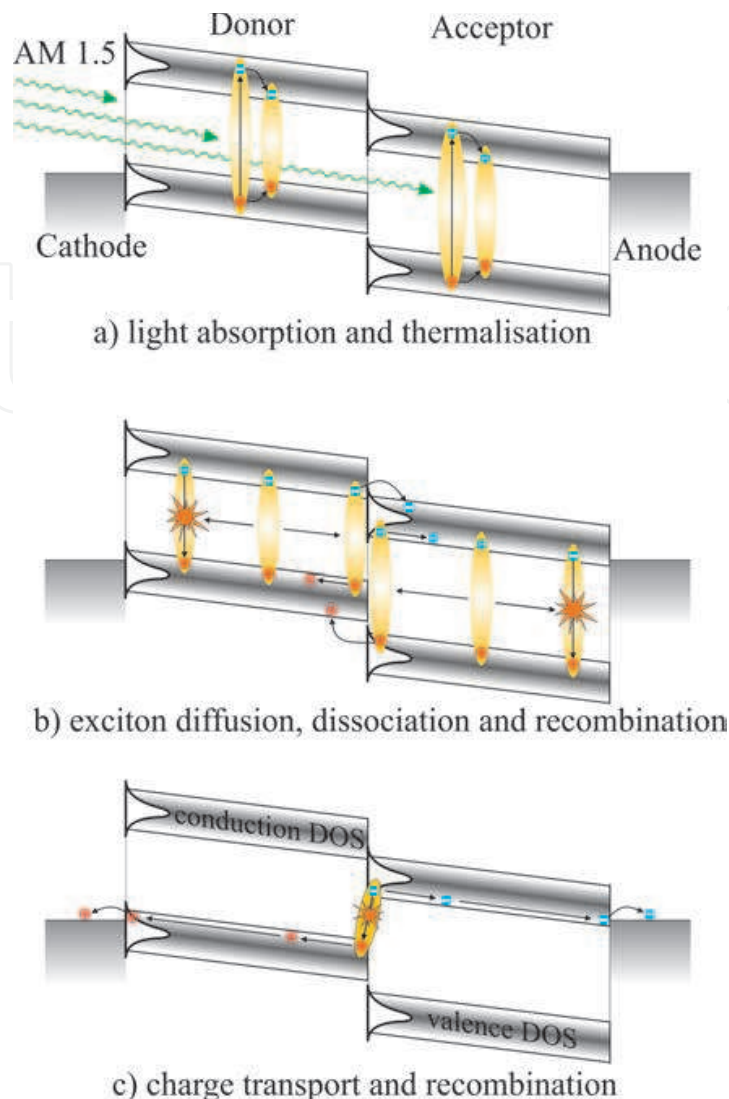 Donor
Acceptor
AM 1.5
Cathode
Anode
a) light absorption and thermalisation
b) exciton diffusion, dissociation and recombination
conduction DOS
valence DOS
c) charge transport and recombination